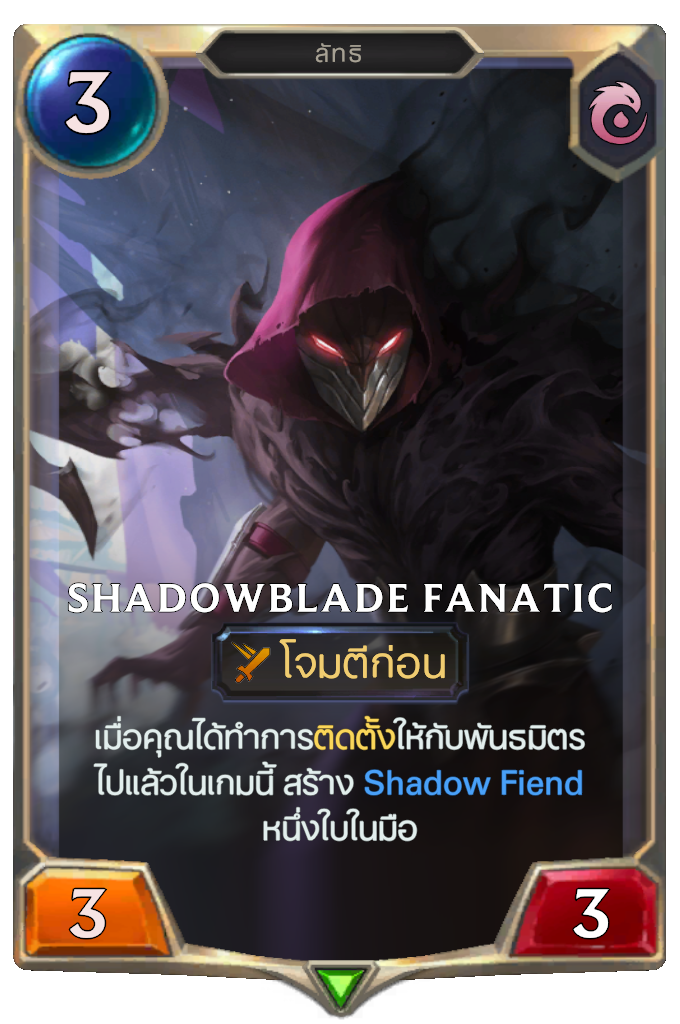 ลัทธิ
3
SHADOWBLADE FANATIC
โจมตีก่อน
เมื่อคุณได้ทำการติดตั้งให้กับพันธมิตร
ไปแล้วในเกมนี้ สร้าง Shadow Fiend
หนึ่งใบในมือ
3
3